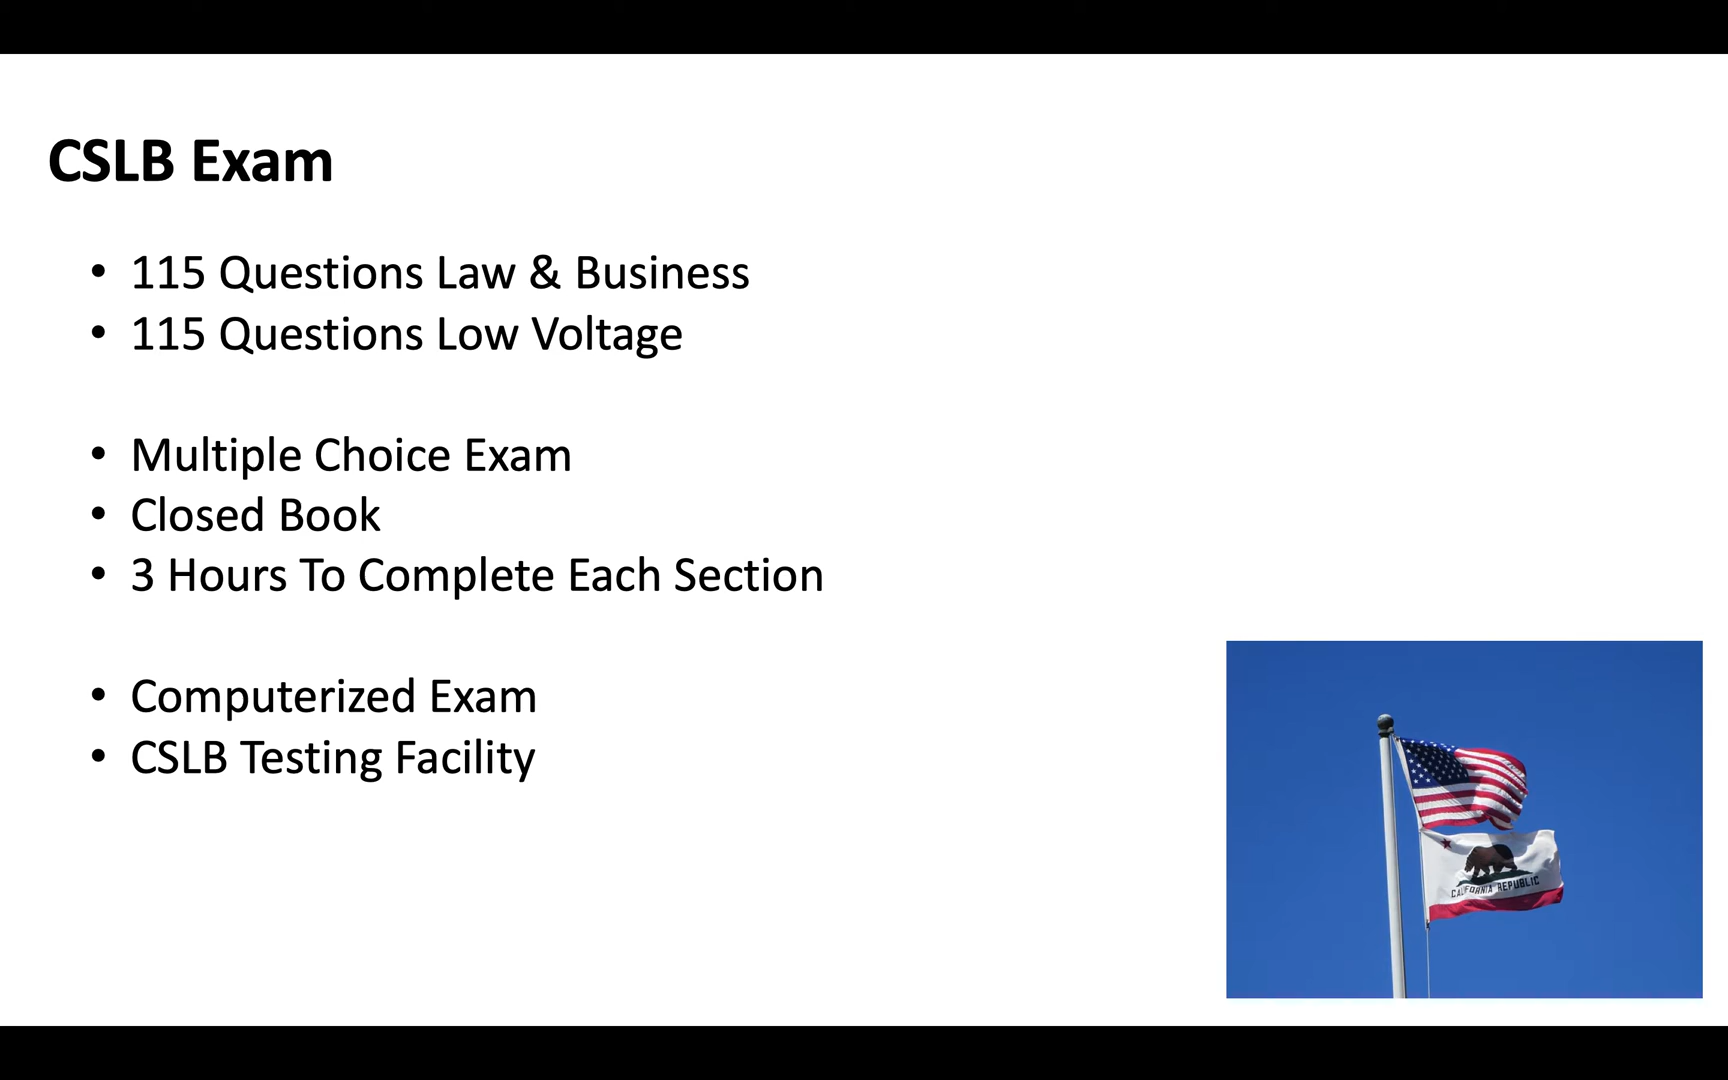 CSLB Exam
• 115 Questions Law & Business
• 115 Questions Low Voltage
• Multiple Choice Exam
• Closed Book
• 3 Hours To Complete Each Section
• Computerized Exam
• CSLB Testing Facility
CALIFORNIA REPUBLIC